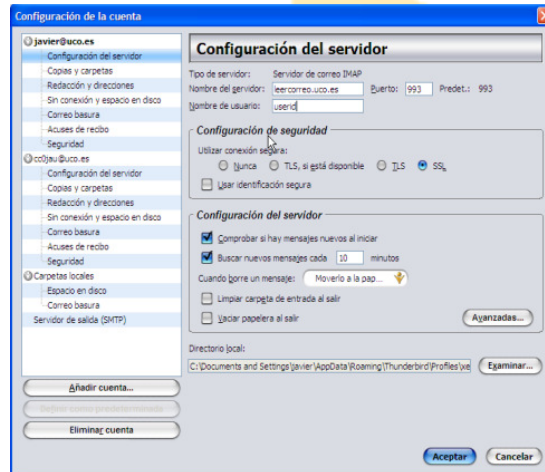 Configuración de la cuenta
javier@uco.es
Configuración del servidor
Copias y carpetas
Redacción y direcciones
Sin conexión y espacio en disco
Correo basura
Acuses de recibo
Seguridad
cc0jau@uco.es
Configuración del servidor
Copias y carpetas
Redacción y direcciones
Sin conexión y espacio en disco
Correo basura
Acuses de recibo
Seguridad
Carpetas locales
Espacio en disco
Correo basura
Servidor de salida (SMTP)
Añadir cuenta...
Definir como predeterminada
Eliminar cuenta
Configuración del servidor
Tipo de servidor: Servidor de correo IMAP
Nombre del servidor: leercorreo.uco.es Puerto: 993 Predet.: 993
Nombre de usuario: userid
Configuración de seguridad
Utilizar conexión segura:
Nunca TLS, si está disponible TLS SSL
Usar identificación segura
Configuración del servidor
Comprobar si hay mensajes nuevos al iniciar
Buscar nuevos mensajes cada 10 minutos
Cuando borre un mensaje: Moverlo a la pap...
Limpiar carpeta de entrada al salir
Vaciar papelera al salir
Avanzadas...
Directorio local:
C:\Documents and Settings\javier\AppData\Roaming\Thunderbird\Profiles\xe Examinar...
Aceptar Cancelar